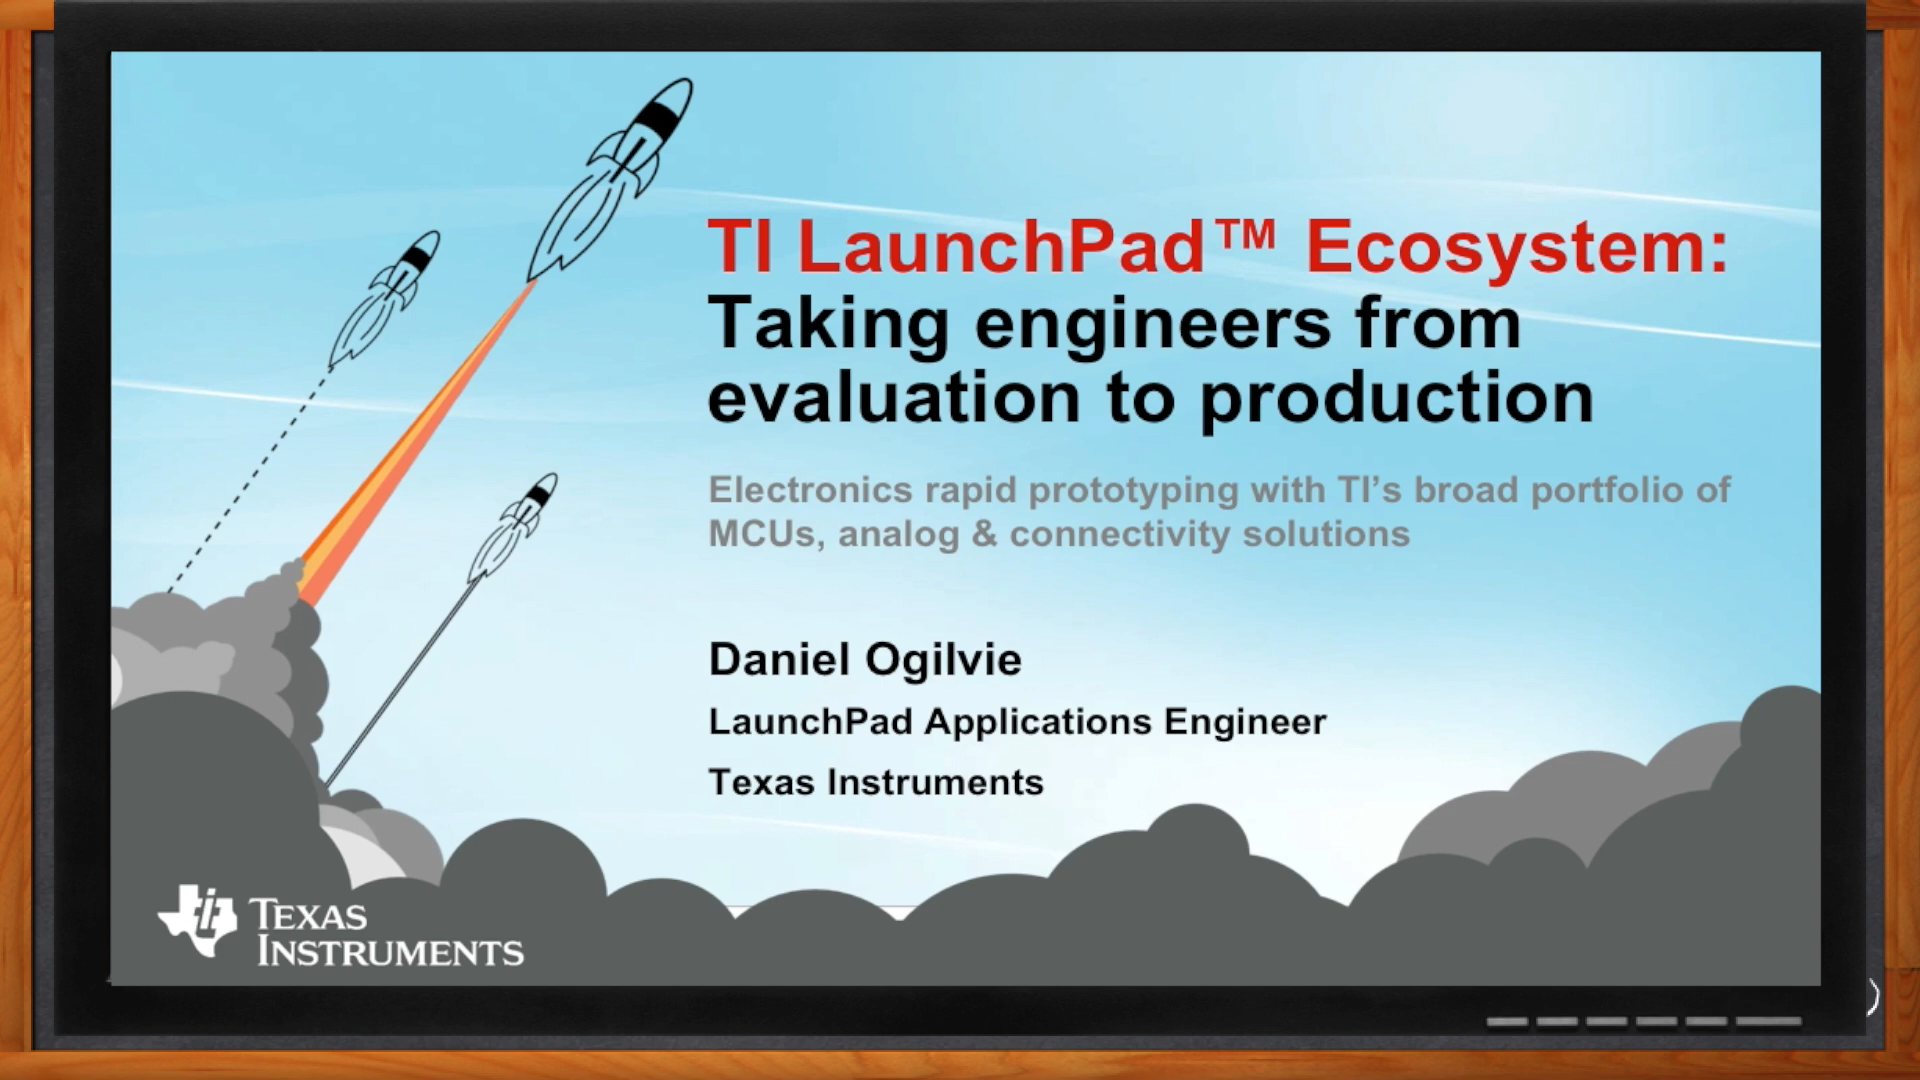 TI LaunchPad™ Ecosystem:
Taking engineers from
evaluation to production
Electronics rapid prototyping with TI’s broad portfolio of
MCUs, analog & connectivity solutions
Daniel Ogilvie
LaunchPad Applications Engineer
Texas Instruments
TEXAS
INSTRUMENTS